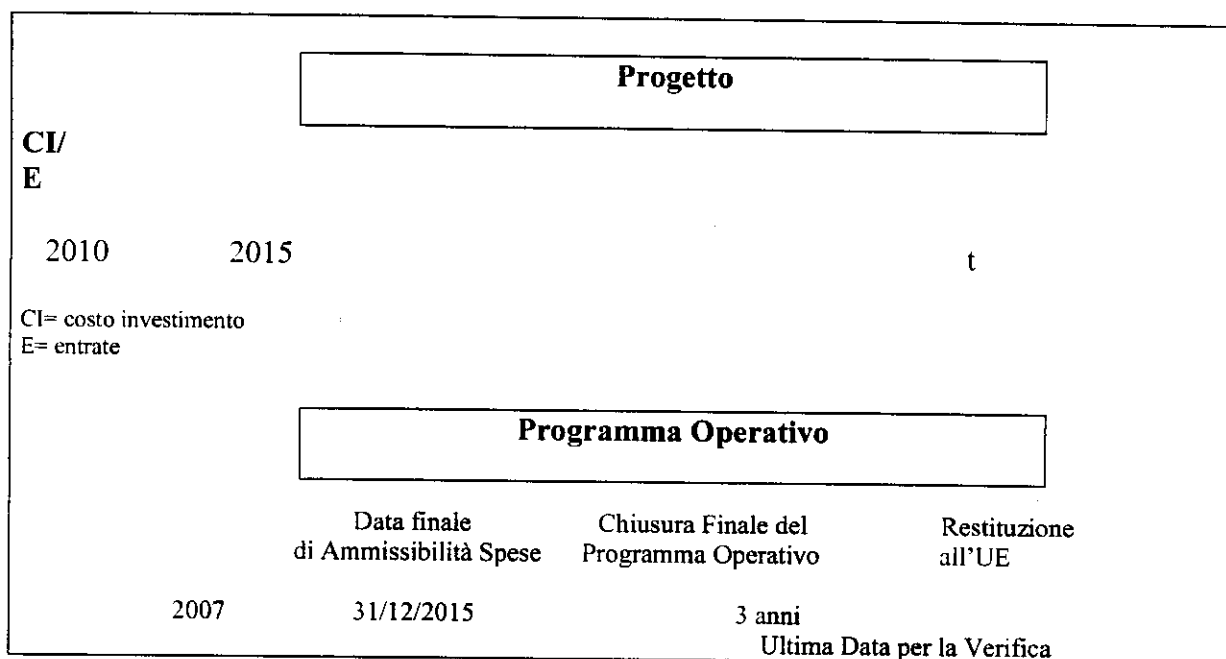 Progetto
CI/
E
2010 2015 t
CI= costo investimento
E= entrate
Programma Operativo
Data finale Chiusura Finale del Restituzione
di Ammissibilità Spese Programma Operativo all'UE
2007 31/12/2015 3 anni
Ultima Data per la Verifica